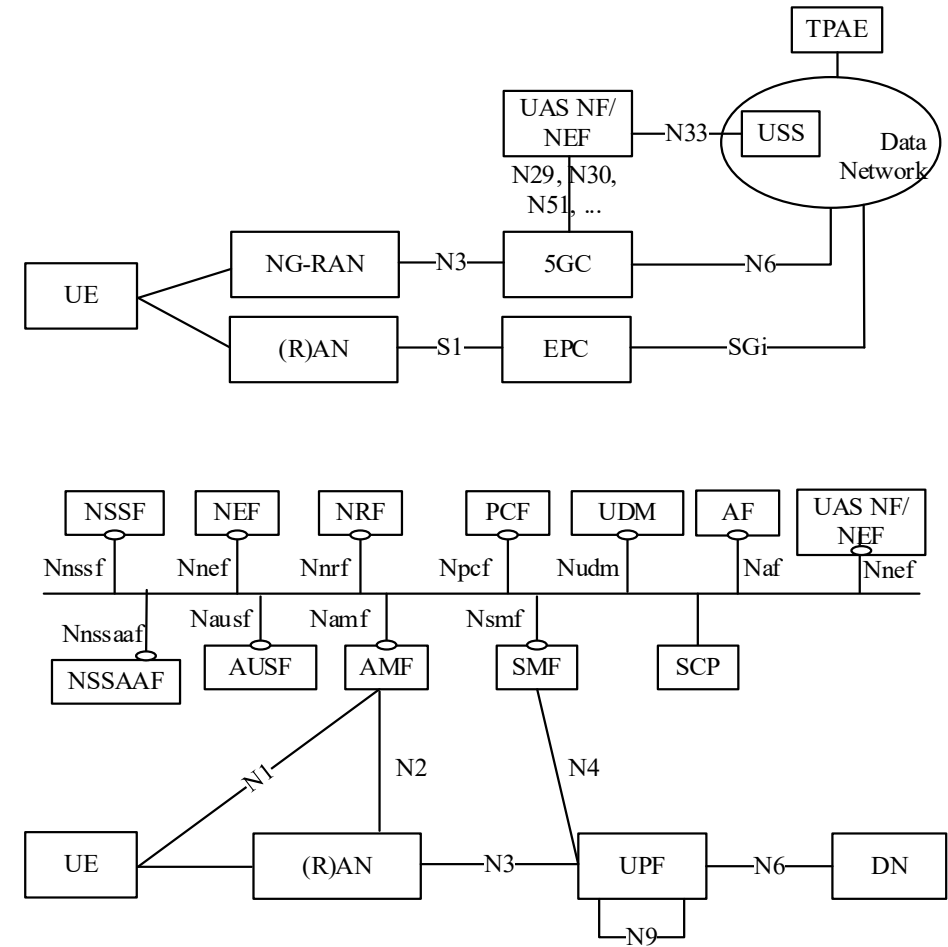 TPAE
UAS NF/
NEF
N33
USS
Data
Network
N29, N30,
N51, ...
NG-RAN
N3
5GC
N6
UE
(R)AN
S1
EPC
SGi
NSSF
NEF
NRF
PCF
UDM
AF
UAS NF/
NEF
Nnssf
Nnef
Nnrf
Npcf
Nudm
Naf
Nnef
Nnssaaf
Nausf
Namf
Nsmf
NSSAAF
AUSF
AMF
SMF
SCP
N1
N2
N4
UE
(R)AN
N3
UPF
N6
DN
N9